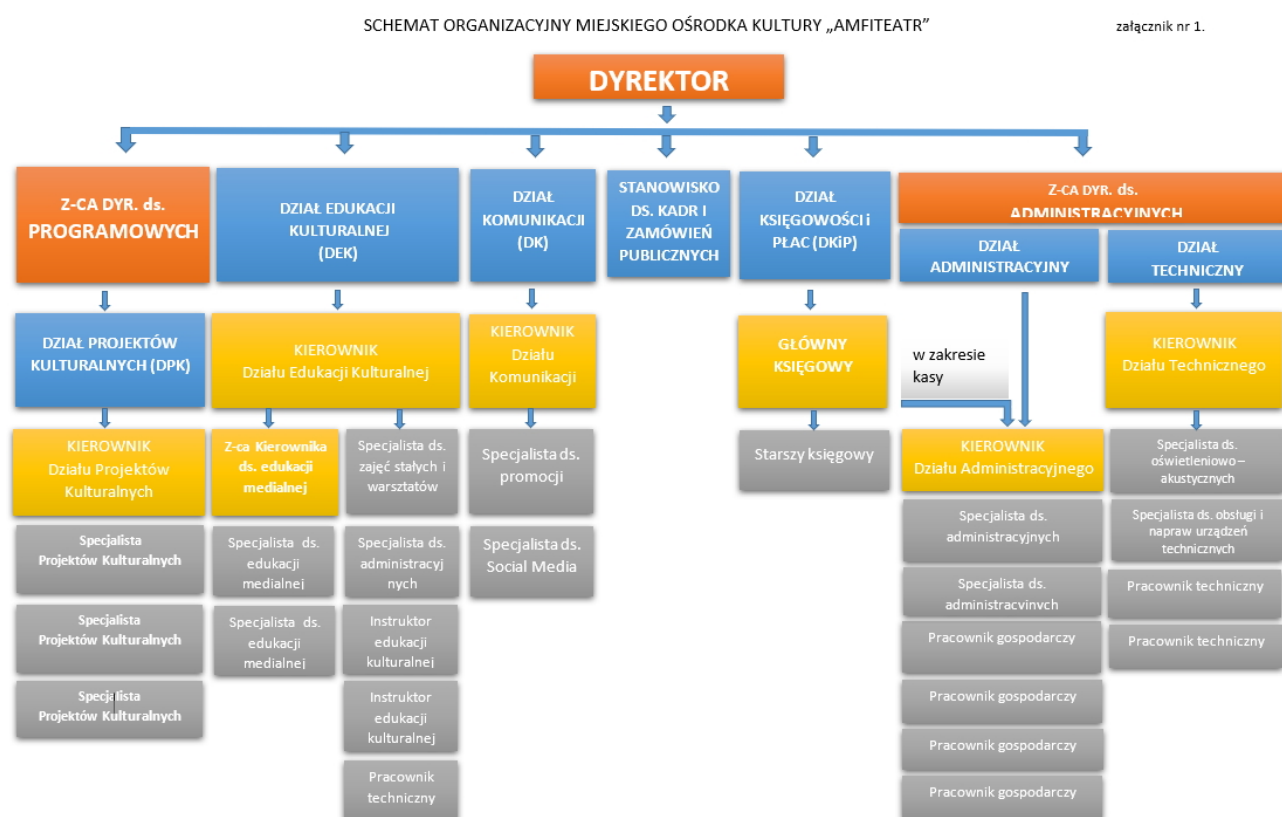 SCHEMAT ORGANIZACYJNY MIEJSKIEGO OŚRODKA KULTURY „AMFITEATR”
załącznik nr 1.
DYREKTOR
Z-CA DYR. ds.
PROGRAMOWYCH
DZIAŁ EDUKACJI
KULTURALNEJ
(DEK)
DZIAŁ
KOMUNIKACJI
(DK)
STANOWISKO
DS. KADR I
ZAMÓWIEŃ
PUBLICZNYCH
DZIAŁ
KSIĘGOWOŚCI i
PŁAC (DKiP)
Z-CA DYR. ds.
ADMINISTRACYJNYCH
DZIAŁ
ADMINISTRACYJNY
DZIAŁ
TECHNICZNY
DZIAŁ PROJEKTÓW
KULTURALNYCH (DPK)
KIEROWNIK
Działu Edukacji Kulturalnej
KIEROWNIK
Działu
Komunikacji
GŁÓWNY
KSIĘGOWY
w zakresie
kasy
KIEROWNIK
Działu Technicznego
KIEROWNIK
Działu Projektów
Kulturalnych
Z-ca Kierownika
ds. edukacji
medialnej
Specjalista ds.
zajęć stałych i
warsztatów
Specjalista ds.
promocji
Starszy księgowy
KIEROWNIK
Działu Administracyjnego
Specjalista ds.
oświetleniowo –
akustycznych
Specjalista
Projektów Kulturalnych
Specjalista ds.
edukacji
medialnej
Specjalista ds.
administracyj
nych
Specjalista ds.
Social Media
Specjalista ds.
administracyjnych
Specjalista ds. obsługi i
napraw urządzeń
technicznych
Specjalista
Projektów Kulturalnych
Specjalista ds.
edukacji
medialnej
Instruktor
edukacji
kulturalnej
Specjalista ds.
administracyjnych
Pracownik techniczny
Pracownik gospodarczy
Pracownik techniczny
Specjalista
Projektów Kulturalnych
Instruktor
edukacji
kulturalnej
Pracownik gospodarczy
Pracownik gospodarczy
Pracownik
techniczny
Pracownik gospodarczy